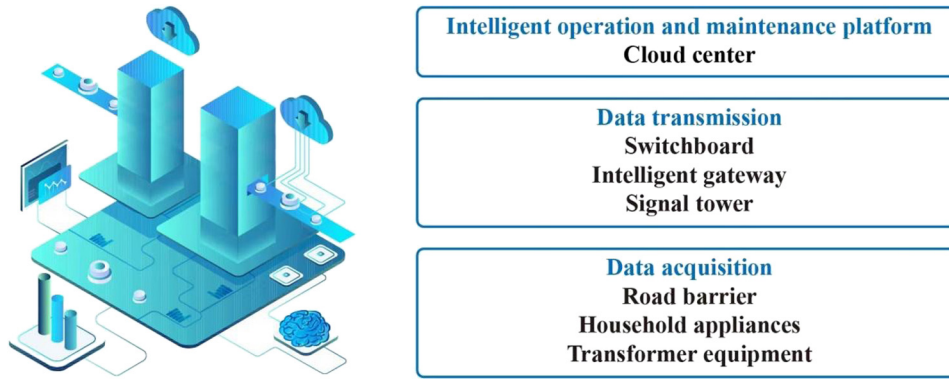 Intelligent operation and maintenance platform
Cloud center
Data transmission
Switchboard
Intelligent gateway
Signal tower
Data acquisition
Road barrier
Household appliances
Transformer equipment